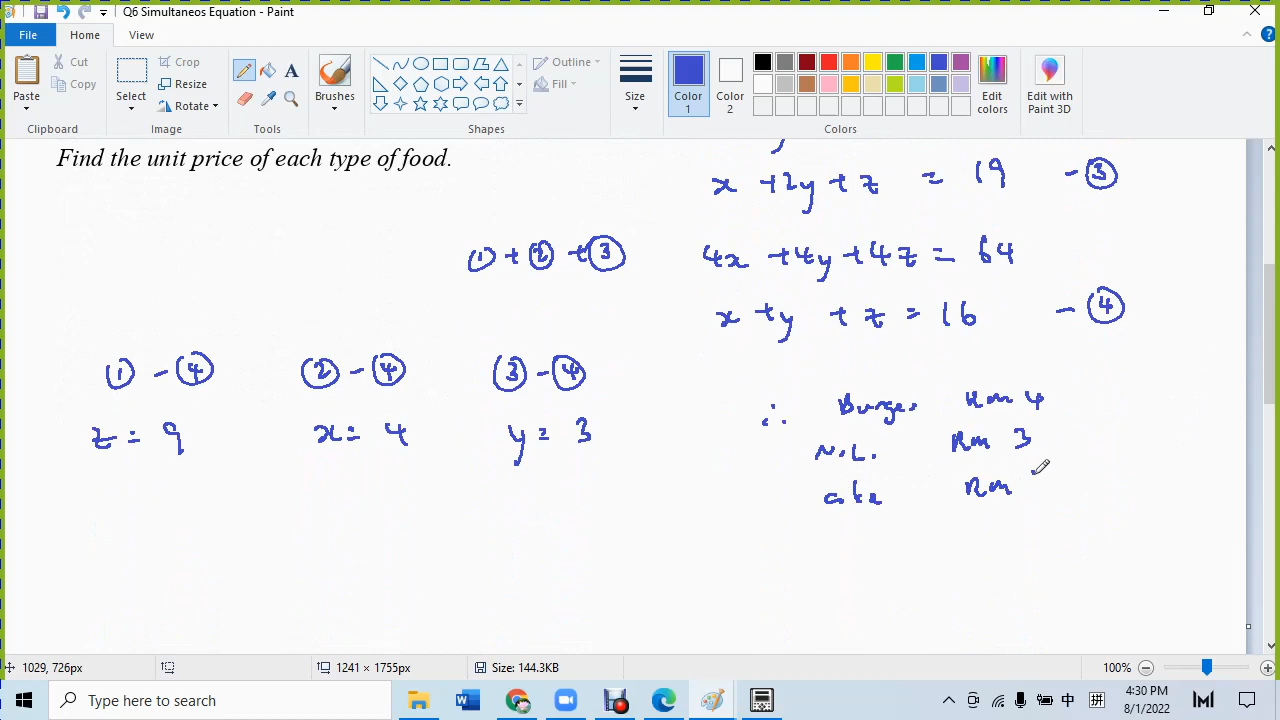 Q6 Simultaneos Equation - Paint
File Home View
Paste Cut Copy Clipboard
Select Crop Resize Rotate Image
Tools
Brushes
Outline Fill Shapes
Size
Color 1 Color 2 Edit colors Colors
Edit with Paint 3D
Find the unit price of each type of food.
x + 2y + z = 19 - ③
① + ② + ③ 4x + 4y + 4z = 64
x + y + z = 16 - ④
① - ④ ② - ④ ③ - ④
z = 9 x = 4 y = 3
∴ Burger RM 4
N.L. RM 3
cake RM
1029, 726px 1241 × 1755px Size: 144.3KB 100%
Type here to search
中 拼 4:30 PM
8/1/2022